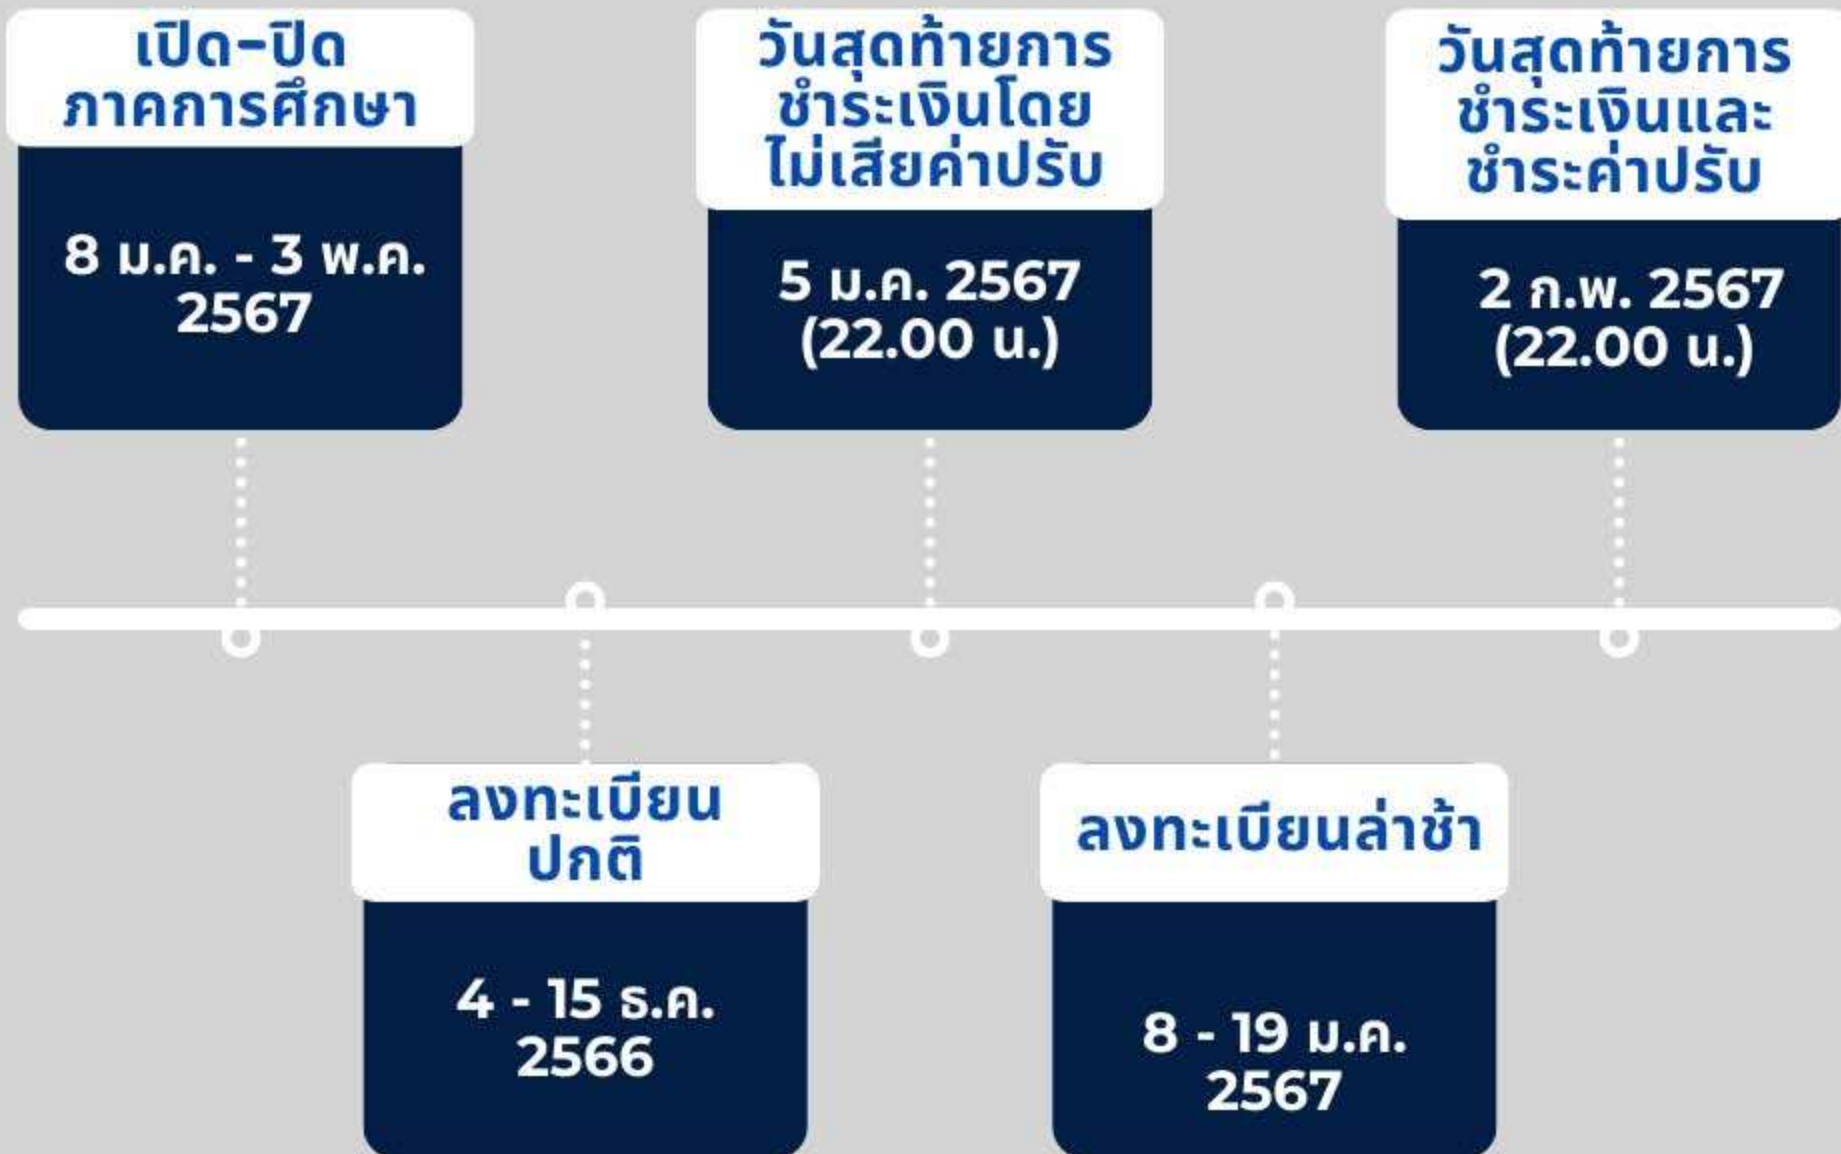 เปิด-ปิด
ภาคการศึกษา
8 ม.ค. - 3 พ.ค.
2567
วันสุดท้ายการ
ชำระเงินโดย
ไม่เสียค่าปรับ
5 ม.ค. 2567
(22.00 น.)
วันสุดท้ายการ
ชำระเงินและ
ชำระค่าปรับ
2 ก.พ. 2567
(22.00 น.)
ลงทะเบียน
ปกติ
4 - 15 ธ.ค.
2566
ลงทะเบียนล่าช้า
8 - 19 ม.ค.
2567